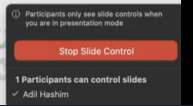 Participants only see slide controls when
you are in presentation mode
Stop Slide Control
1 Participants can control slides
Adil Hashim